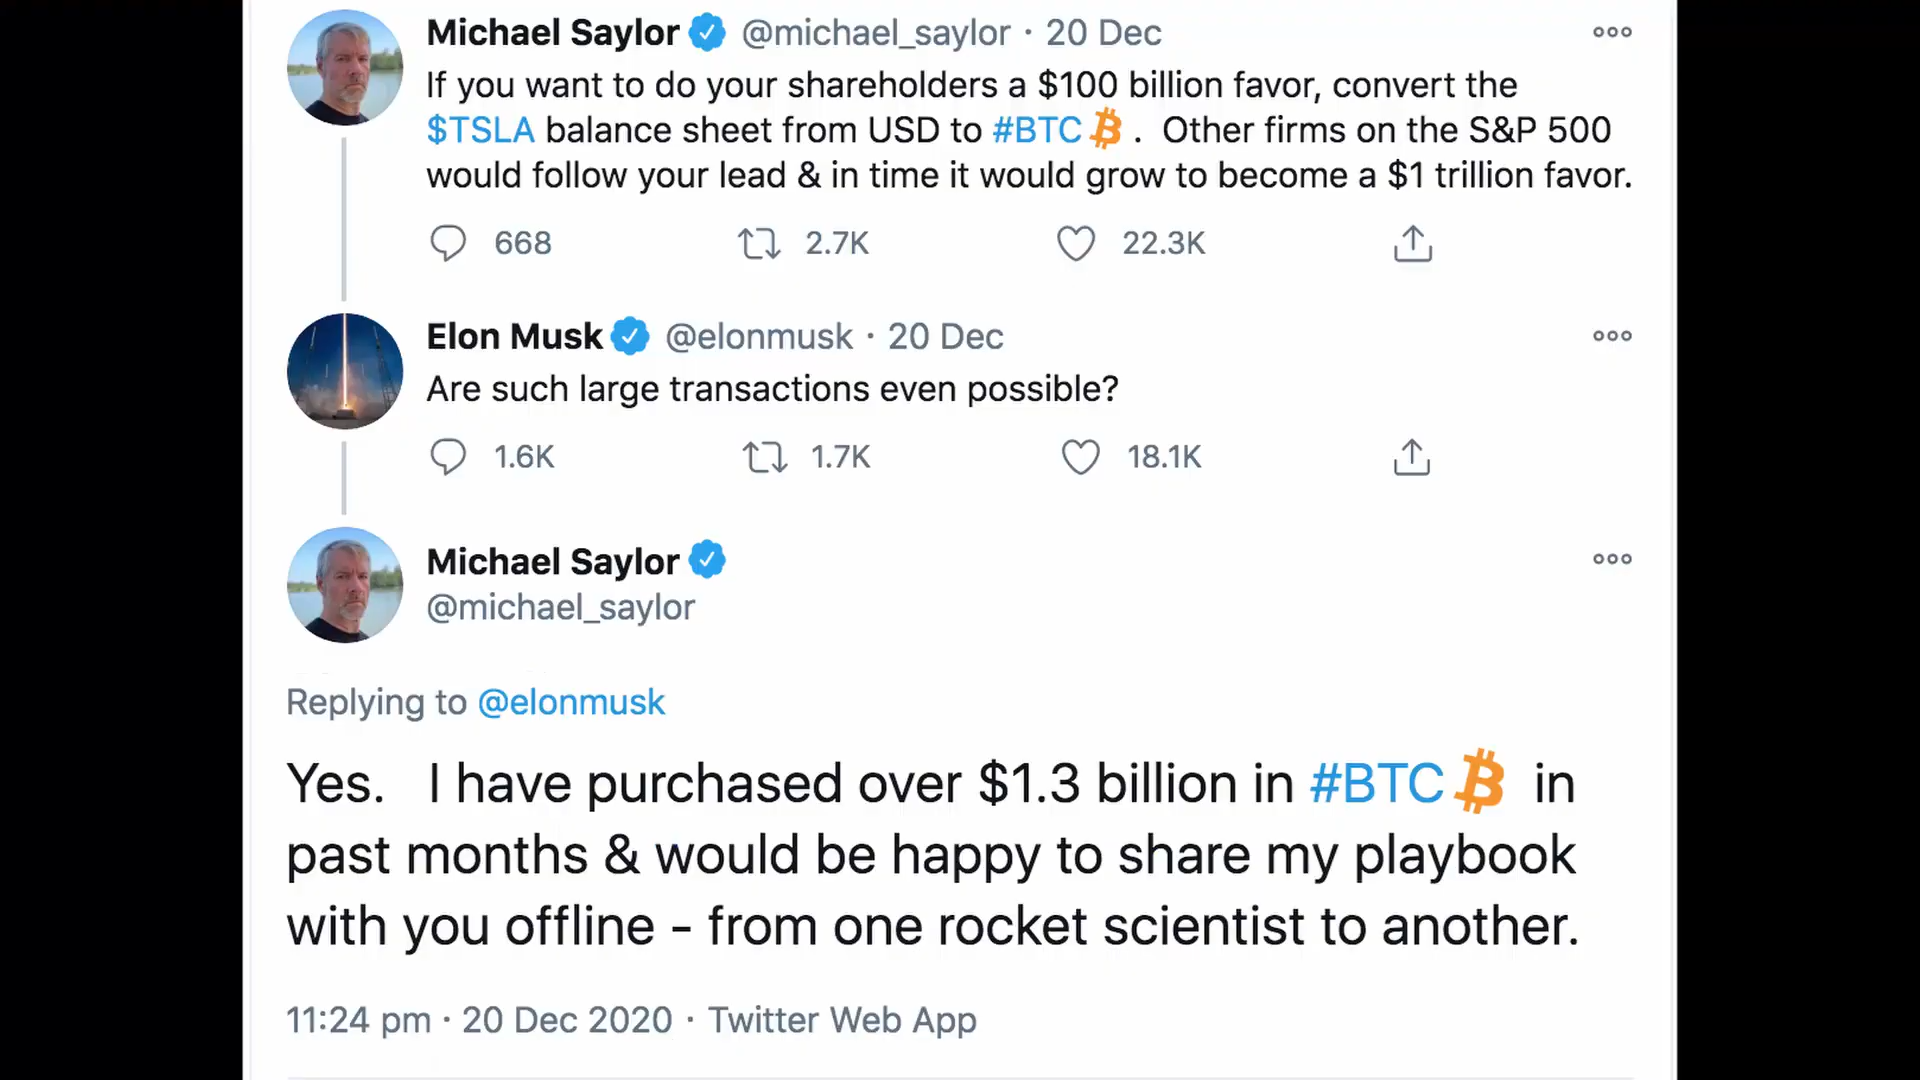 Michael Saylor @michael_saylor · 20 Dec
If you want to do your shareholders a $100 billion favor, convert the
$TSLA balance sheet from USD to #BTC₿ .  Other firms on the S&P 500
would follow your lead & in time it would grow to become a $1 trillion favor.
668 2.7K 22.3K
Elon Musk @elonmusk · 20 Dec
Are such large transactions even possible?
1.6K 1.7K 18.1K
Michael Saylor
@michael_saylor
Replying to @elonmusk
Yes.   I have purchased over $1.3 billion in #BTC₿ in
past months & would be happy to share my playbook
with you offline - from one rocket scientist to another.
11:24 pm · 20 Dec 2020 · Twitter Web App